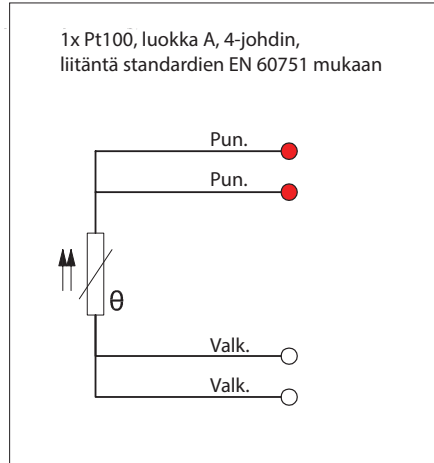 1x Pt100, luokka A, 4-johdin,
liitäntä standardien EN 60751 mukaan
Pun.
Pun.
θ
Valk.
Valk.